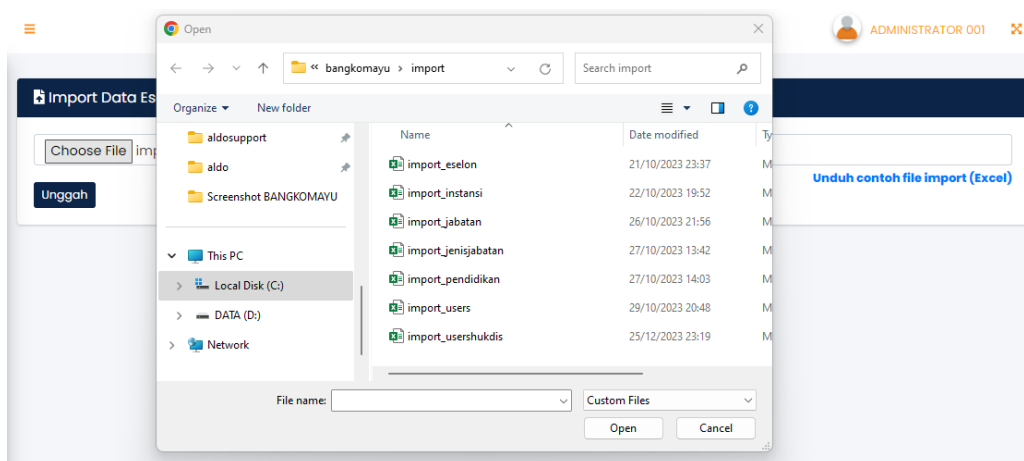 Open
ADMINISTRATOR 001
bangkomayu > import
Search import
Organize
New folder
Import Data Es
Choose File imp
Unduh contoh file import (Excel)
Unggah
aldosupport
aldo
Screenshot BANGKOMAYU
This PC
Local Disk (C:)
DATA (D:)
Network
Name Date modified Ty
import_eselon 21/10/2023 23:37 M
import_instansi 22/10/2023 19:52 M
import_jabatan 26/10/2023 21:56 M
import_jenisjabatan 27/10/2023 13:42 M
import_pendidikan 27/10/2023 14:03 M
import_users 29/10/2023 20:48 M
import_usershukdis 25/12/2023 23:19 M
File name:
Custom Files
Open
Cancel